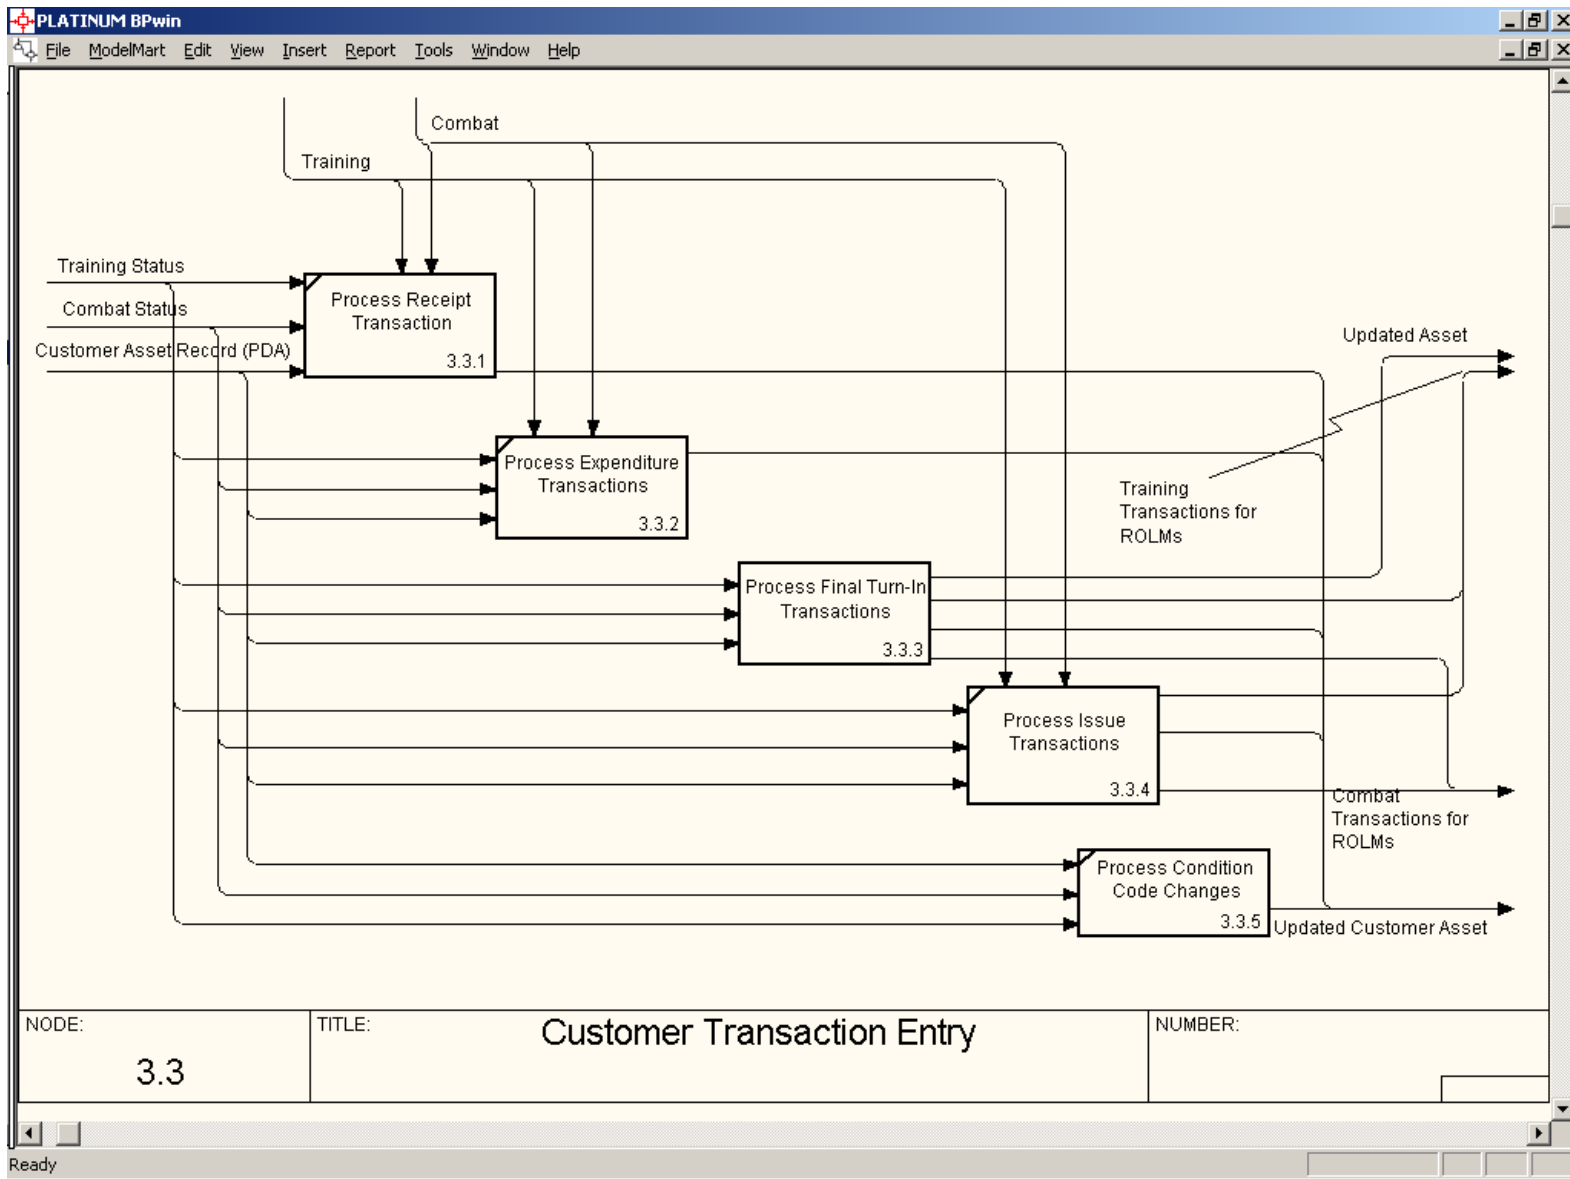 PLATINUM BPwin
File ModelMart Edit View Insert Report Tools Window Help
Combat
Training
Training Status
Combat Status
Customer Asset Record (PDA)
Process Receipt
Transaction
3.3.1
Updated Asset
Process Expenditure
Transactions
3.3.2
Training
Transactions for
ROLMs
Process Final Turn-In
Transactions
3.3.3
Process Issue
Transactions
3.3.4
Combat
Transactions for
ROLMs
Process Condition
Code Changes
3.3.5
Updated Customer Asset
NODE:
3.3
TITLE:
Customer Transaction Entry
NUMBER:
Ready